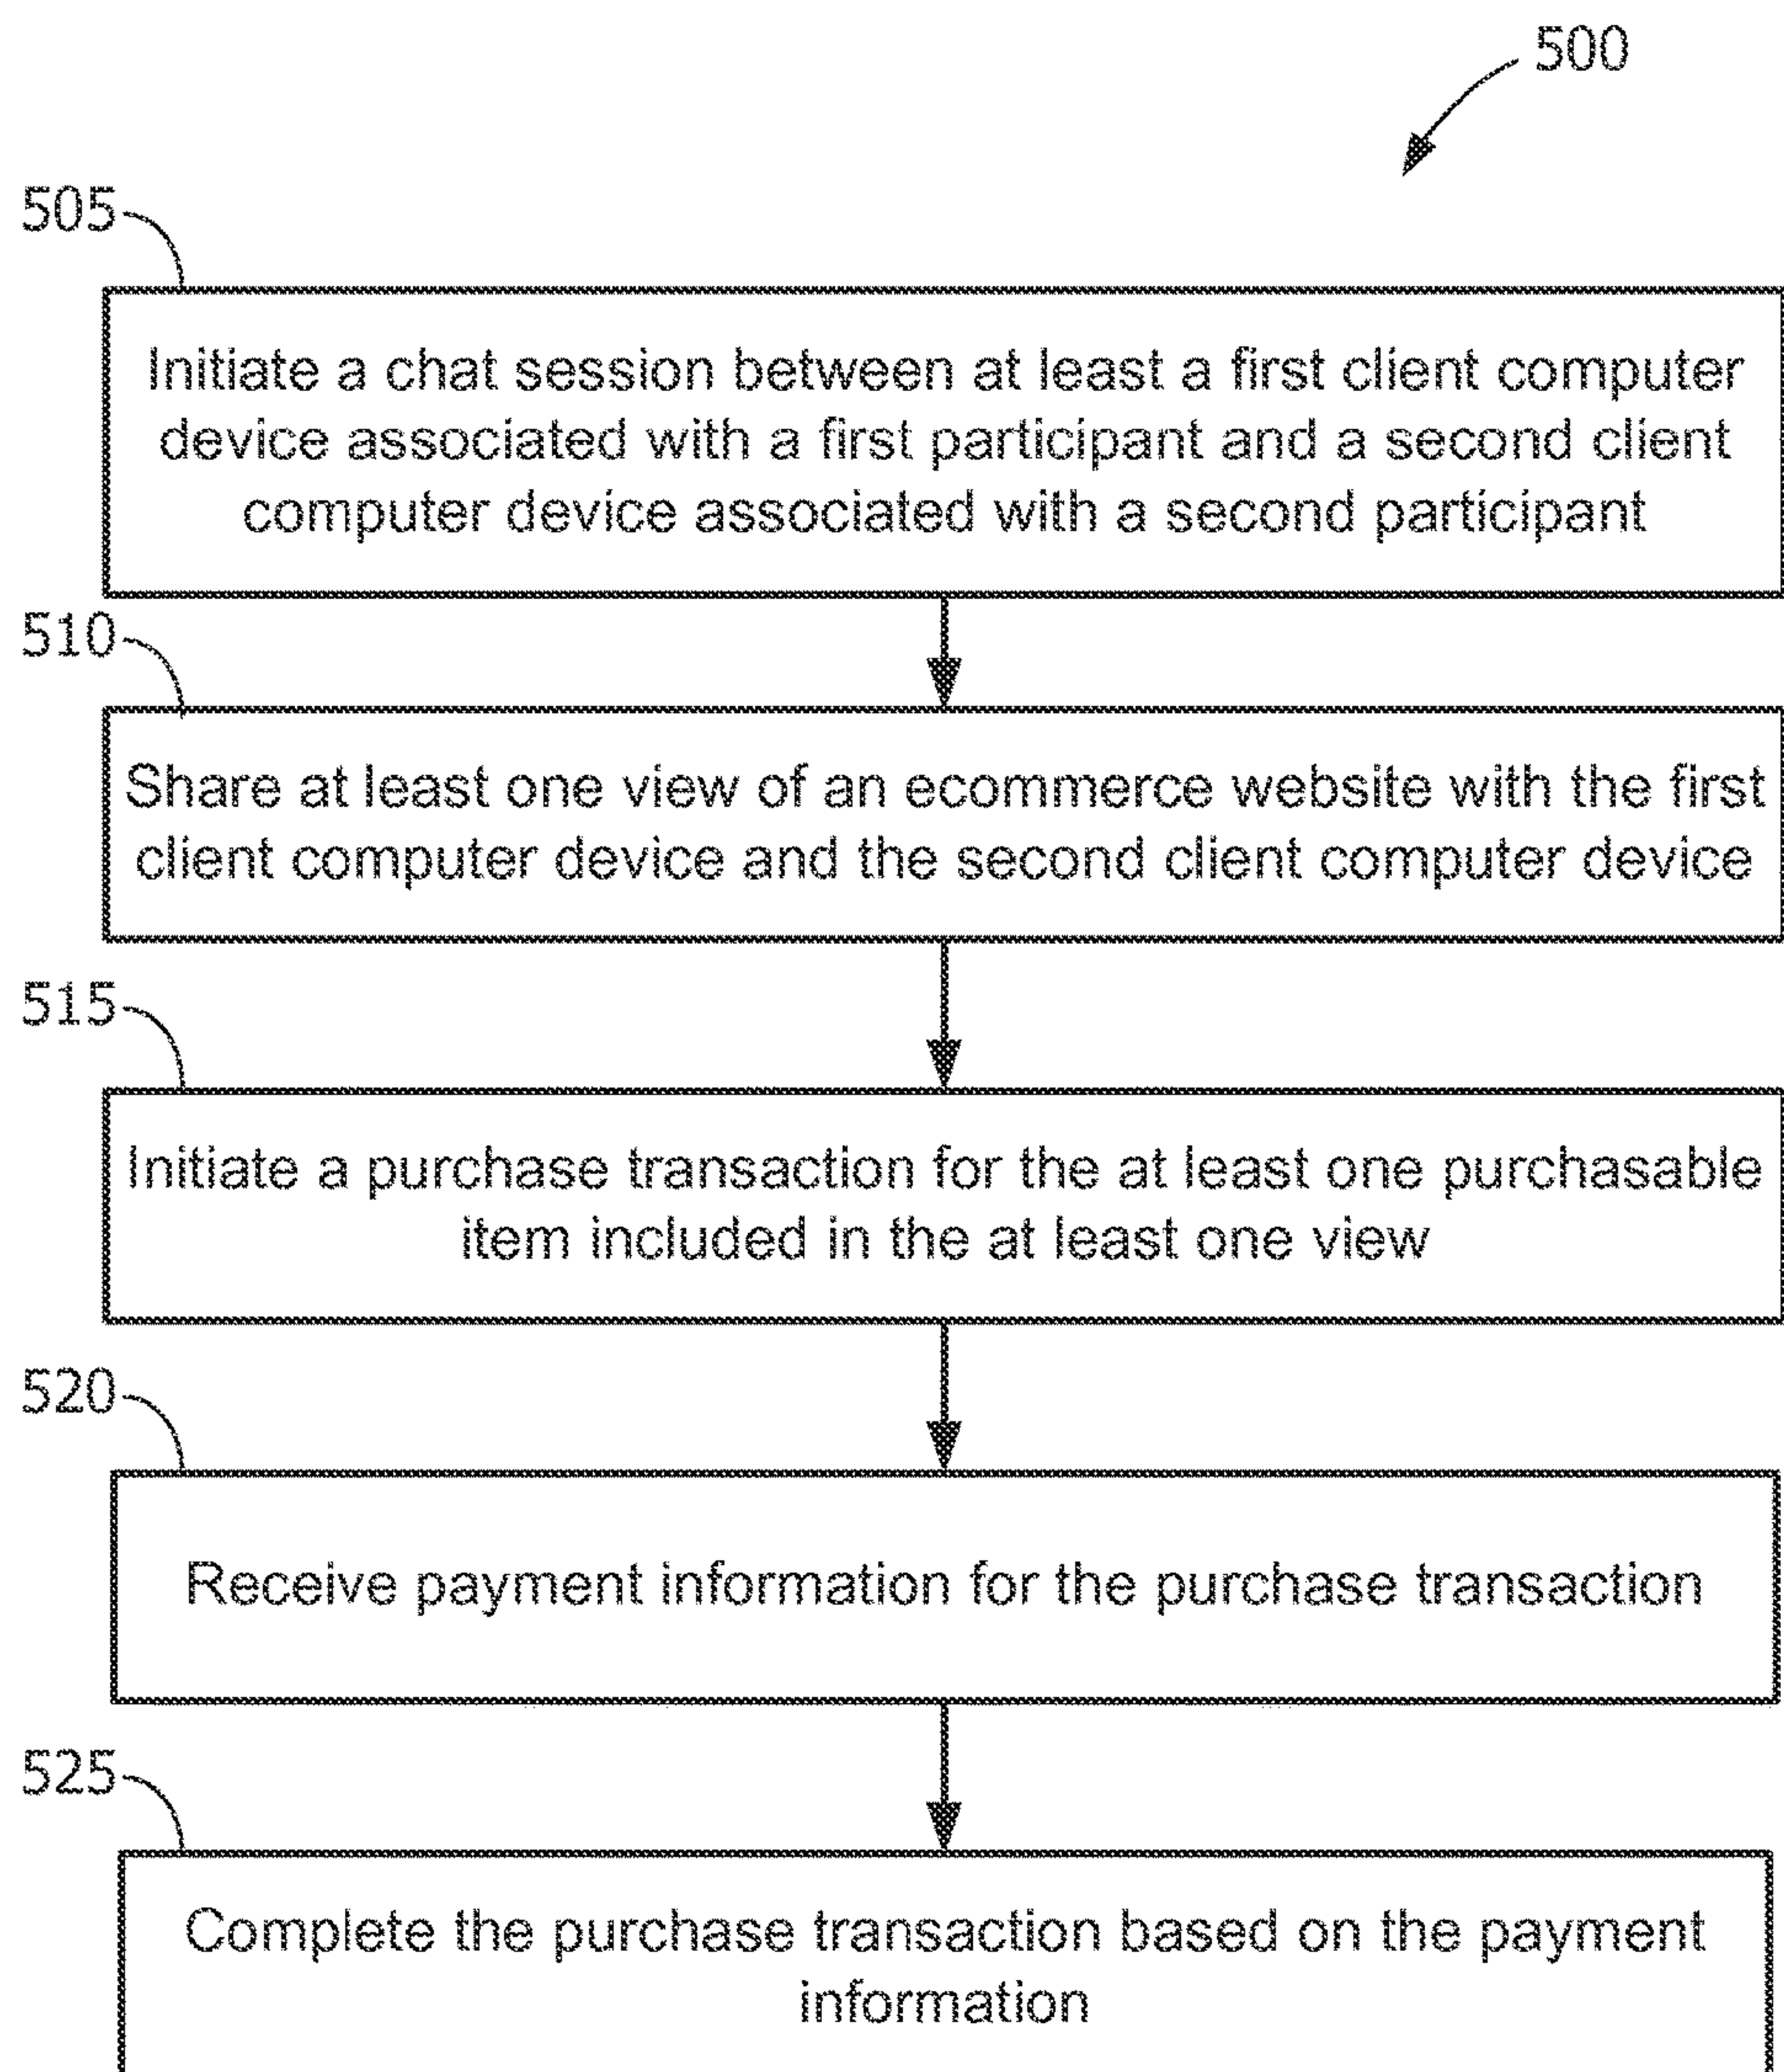 500
505
Initiate a chat session between at least a first client computer
device associated with a first participant and a second client
computer device associated with a second participant
510
Share at least one view of an ecommerce website with the first
client computer device and the second client computer device
515
Initiate a purchase transaction for the at least one purchasable
item included in the at least one view
520
Receive payment information for the purchase transaction
525
Complete the purchase transaction based on the payment
information